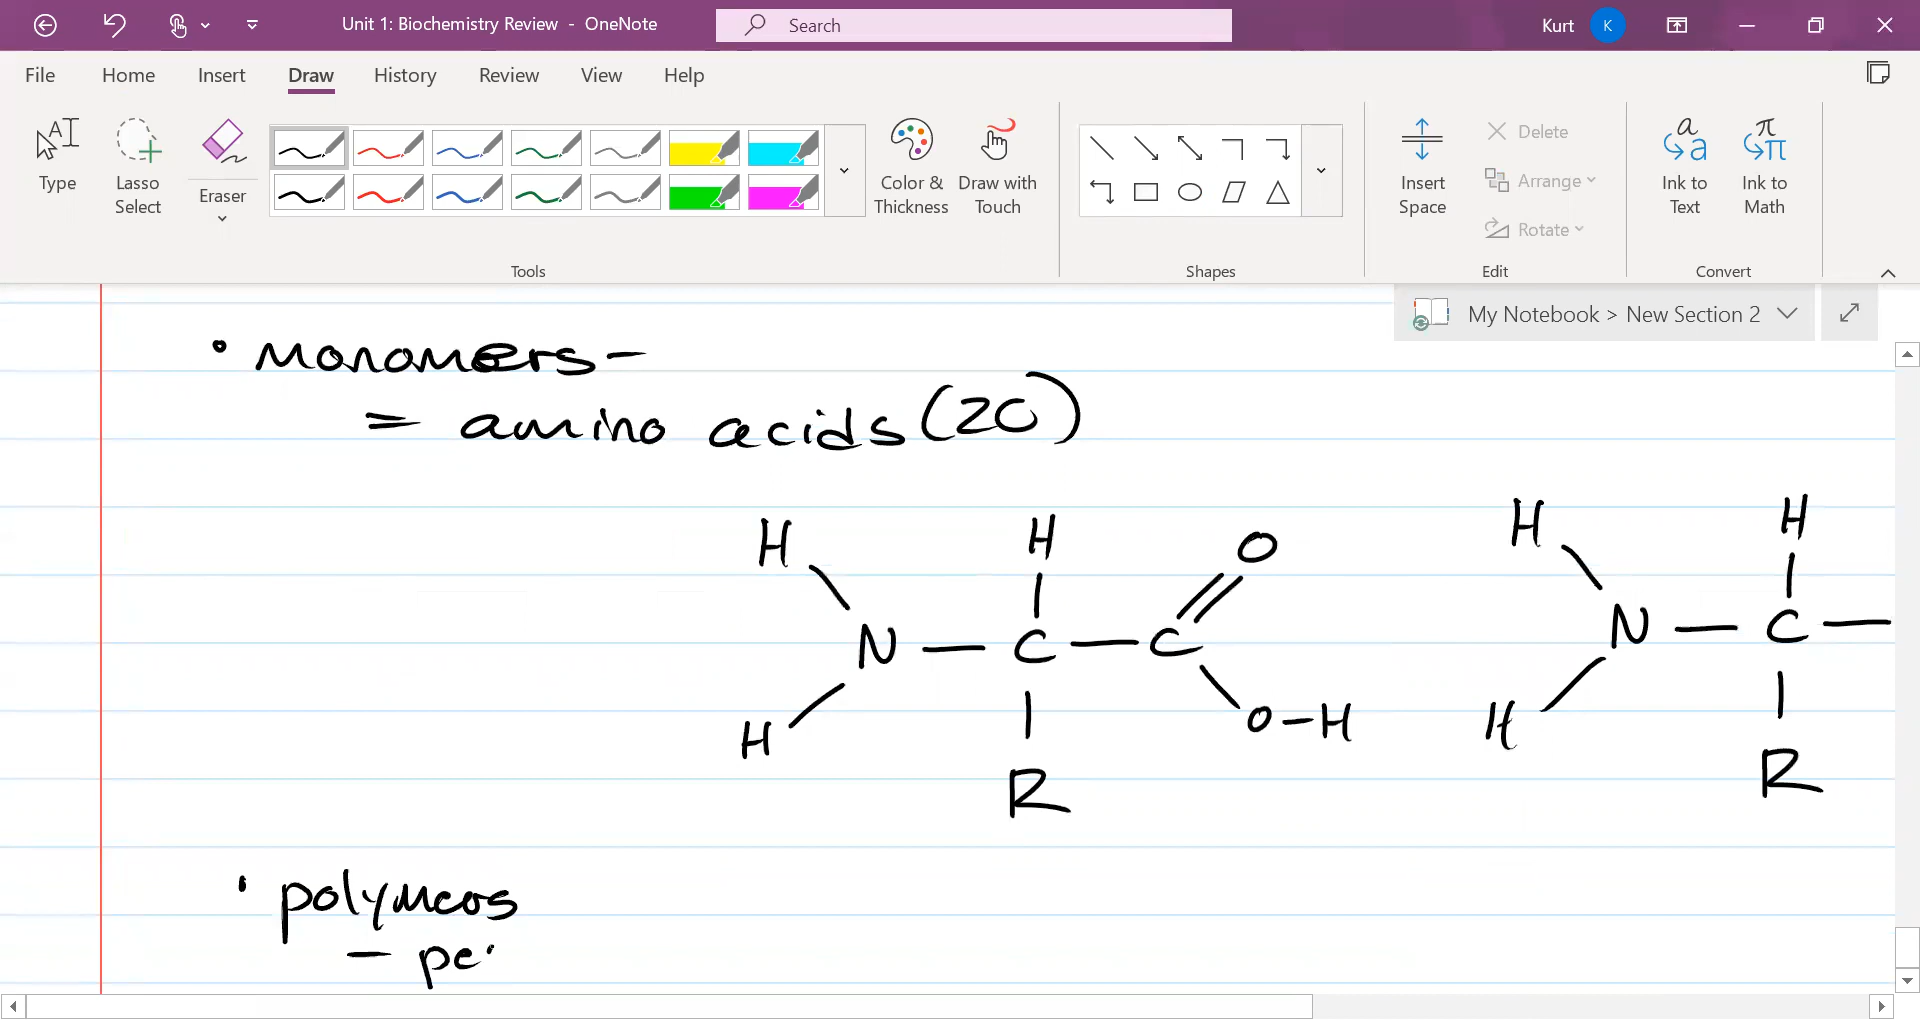 Unit 1: Biochemistry Review - OneNote
Search
Kurt
K
File Home Insert Draw History Review View Help
Type
Lasso Select
Eraser
Color & Thickness
Draw with Touch
Insert Space
Delete
Arrange
Rotate
Ink to Text
Ink to Math
Tools
Shapes
Edit
Convert
My Notebook > New Section 2
• monomers -
= amino acids (20)
H H O H H
N — C — C N — C —
H O-H H
R R
• polymers
- pe